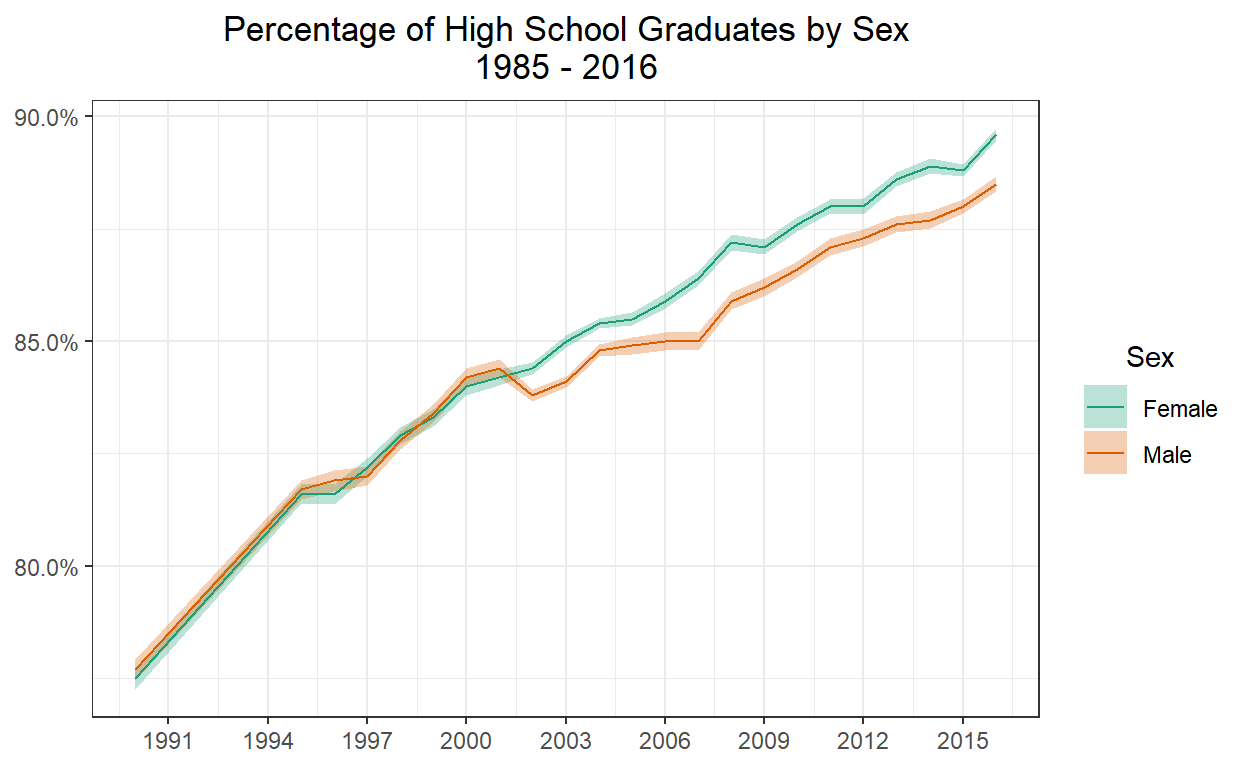 Percentage of High School Graduates by Sex
1985 - 2016
90.0%
85.0%
80.0%
1991 1994 1997 2000 2003 2006 2009 2012 2015
Sex
Female
Male